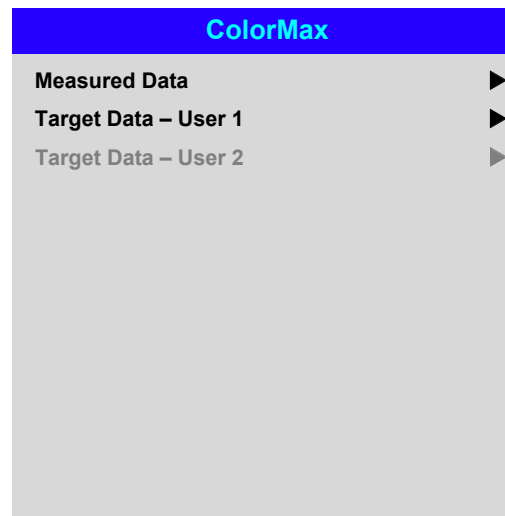 ColorMax
Measured Data
Target Data – User 1
Target Data – User 2